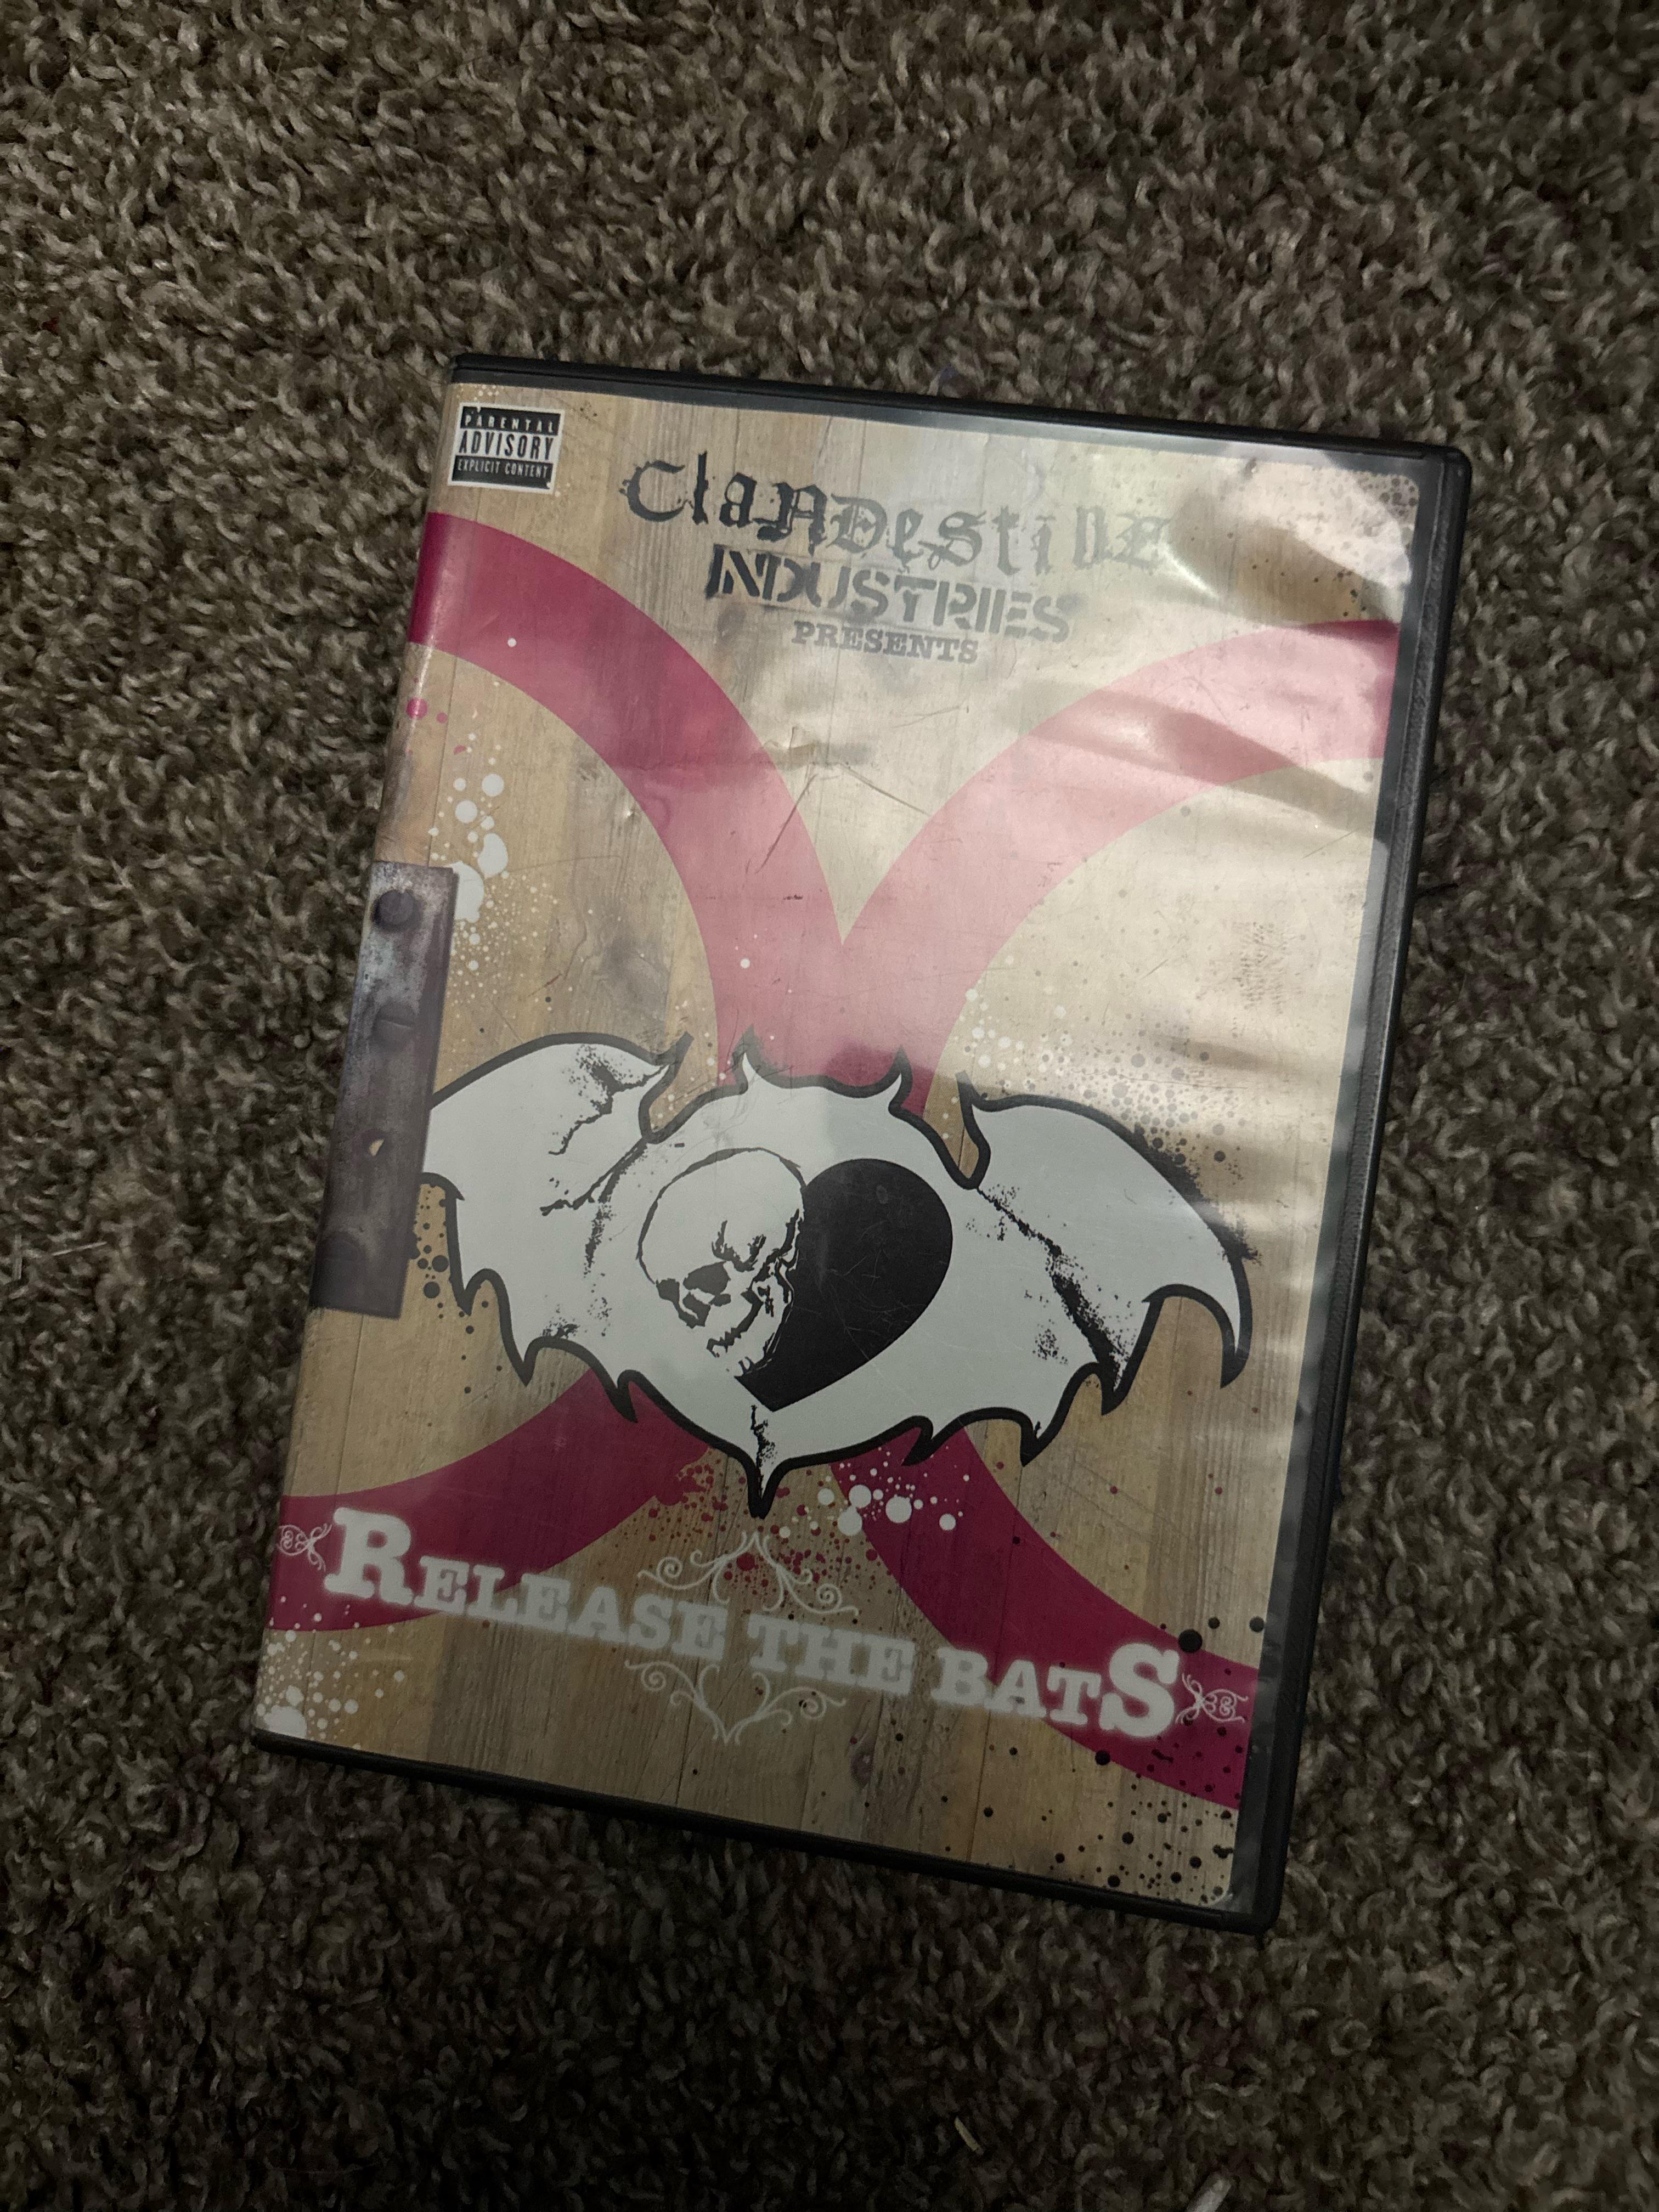 PARENTAL
ADVISORY
EXPLICIT CONTENT
ClaNDestiNE
INDUSTRIES
PRESENTS
RELEASE THE BATS